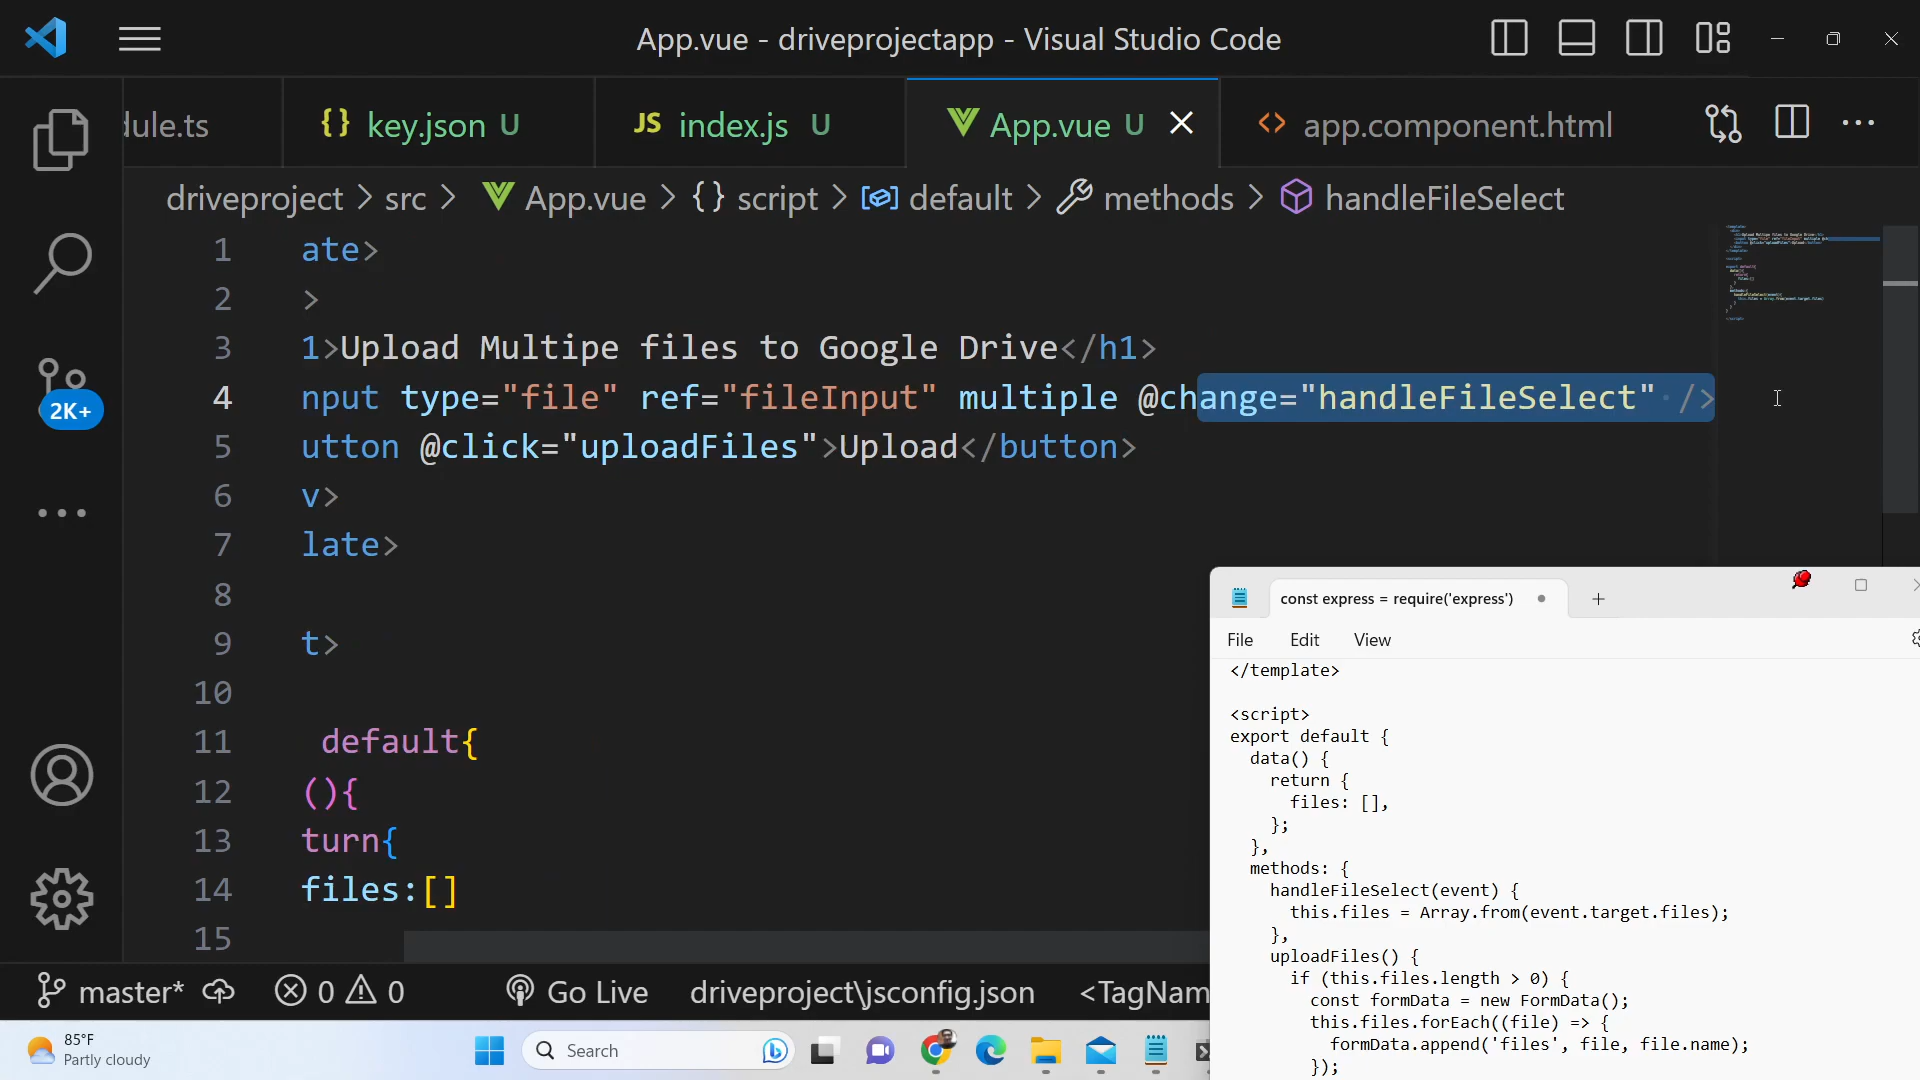 App.vue - driveprojectapp - Visual Studio Code
dule.ts
{} key.json U
JS index.js U
App.vue U
<> app.component.html
driveproject > src > App.vue > {} script > default > methods > handleFileSelect
1 ate>
2 >
3 1>Upload Multipe files to Google Drive</h1>
4 nput type="file" ref="fileInput" multiple @change="handleFileSelect" />
5 utton @click="uploadFiles">Upload</button>
6 v>
7 late>
8
9 t>
10
11 default{
12 (){
13 turn{
14 files:[]
15
2K+
const express = require('express')
File Edit View
</template>
<script>
export default {
data() {
return {
files: [],
};
},
methods: {
handleFileSelect(event) {
this.files = Array.from(event.target.files);
},
uploadFiles() {
if (this.files.length > 0) {
const formData = new FormData();
this.files.forEach((file) => {
formData.append('files', file, file.name);
});
master* 0 0 Go Live driveproject\jsconfig.json <TagNam
85°F
Partly cloudy
Search